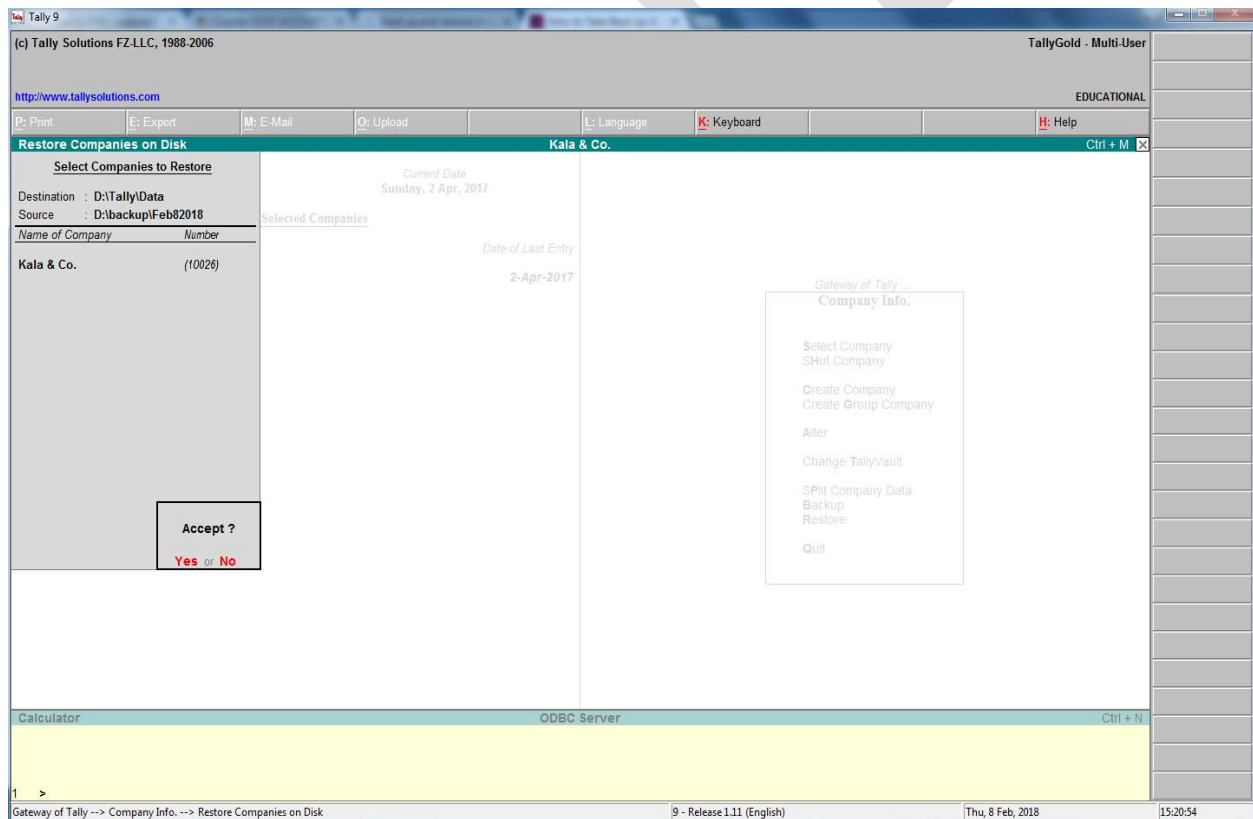 Tally 9
(c) Tally Solutions FZ-LLC, 1988-2006 TallyGold - Multi-User
http://www.tallysolutions.com EDUCATIONAL
P: Print E: Export M: E-Mail O: Upload L: Language K: Keyboard H: Help
Restore Companies on Disk Kala & Co. Ctrl + M
Select Companies to Restore
Destination : D:\Tally\Data
Source : D:\backup\Feb82018
Name of Company Number
Kala & Co. (10026)
Accept ?
Yes or No
Current Date
Sunday, 2 Apr, 2017
Selected Companies
Date of Last Entry
2-Apr-2017
Gateway of Tally ...
Company Info.
Select Company
SHut Company
Create Company
Create Group Company
Alter
Change TallyVault
SPlit Company Data
Backup
Restore
Quit
Calculator ODBC Server Ctrl + N
1 >
Gateway of Tally --> Company Info. --> Restore Companies on Disk 9 - Release 1.11 (English) Thu, 8 Feb, 2018 15:20:54